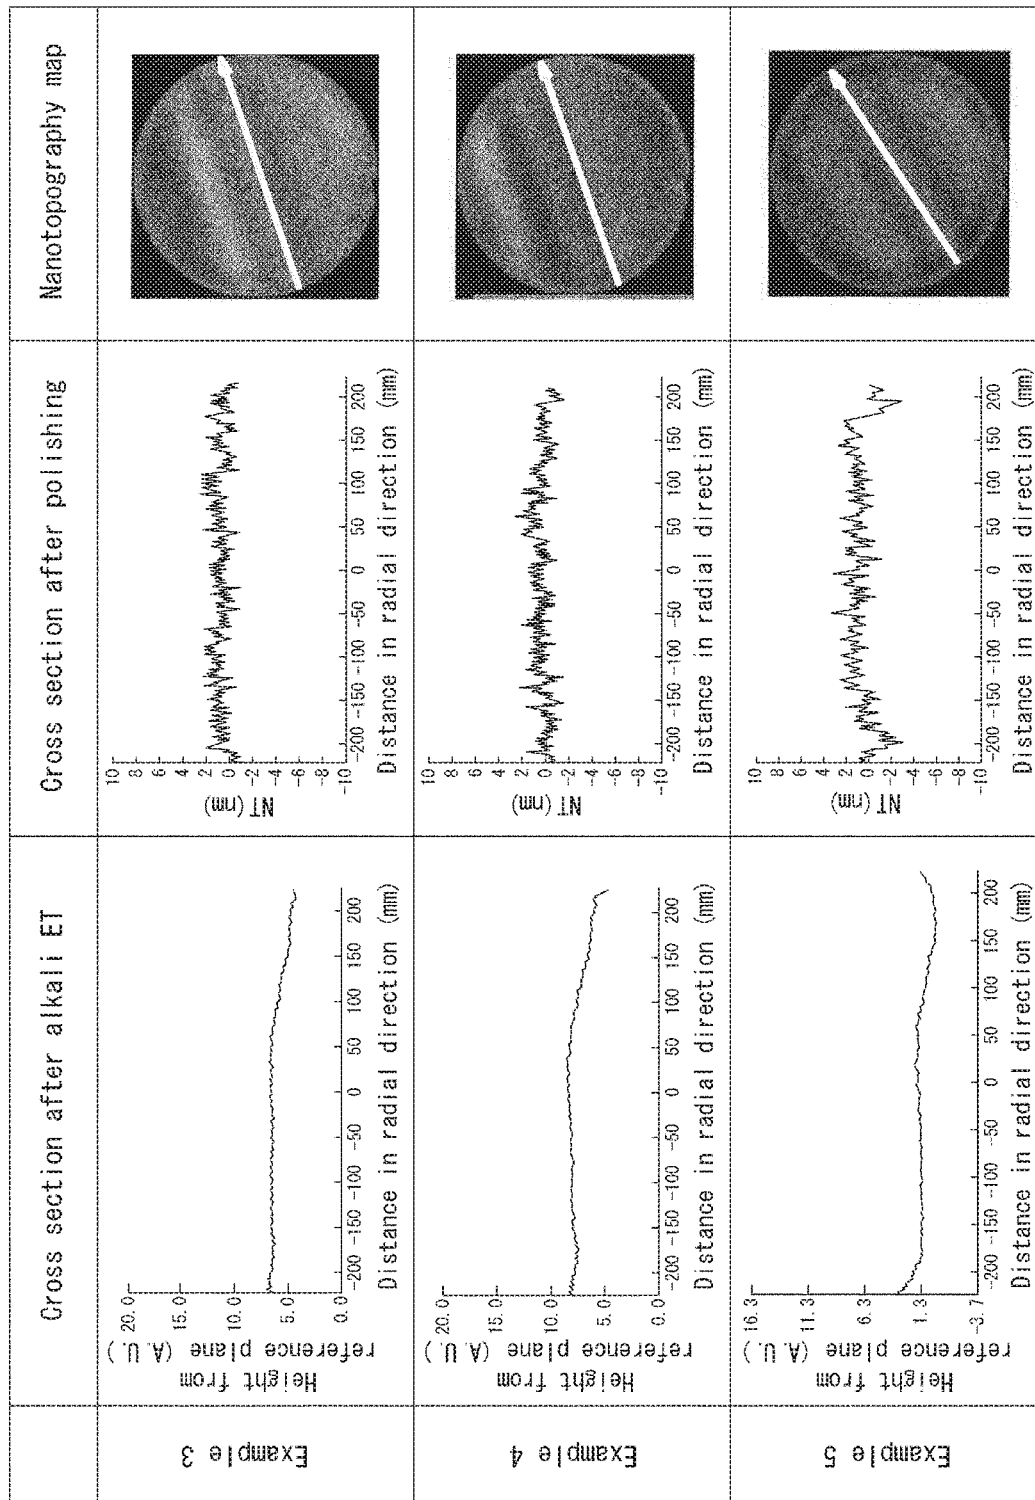 Cross section after alkali ET
Cross section after polishing
Nanotopography map
Example 3
Height from
reference plane (A.U.)
20.0
15.0
10.0
5.0
0.0
-200 -150 -100 -50 0 50 100 150 200
Distance in radial direction (mm)
NT(nm)
10
8
6
4
2
0
-2
-4
-6
-8
-10
-200 -150 -100 -50 0 50 100 150 200
Distance in radial direction (mm)
Example 4
Height from
reference plane (A.U.)
20.0
15.0
10.0
5.0
0.0
-200 -150 -100 -50 0 50 100 150 200
Distance in radial direction (mm)
NT(nm)
10
8
6
4
2
0
-2
-4
-6
-8
-10
-200 -150 -100 -50 0 50 100 150 200
Distance in radial direction (mm)
Example 5
Height from
reference plane (A.U.)
16.3
11.3
6.3
1.3
-3.7
-200 -150 -100 -50 0 50 100 150 200
Distance in radial direction (mm)
NT(nm)
10
8
6
4
2
0
-2
-4
-6
-8
-10
-200 -150 -100 -50 0 50 100 150 200
Distance in radial direction (mm)